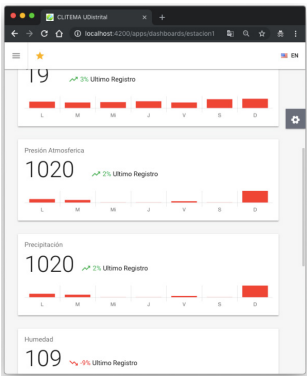 CLITEMA UDistrital
localhost:4200/apps/dashboards/estacion1
EN
19 3% Ultimo Registro
L M Mi J V S D
Presión Atmosferica
1020 2% Ultimo Registro
L M Mi J V S D
Precipitación
1020 2% Ultimo Registro
L M Mi J V S D
Humedad
109 -9% Ultimo Registro